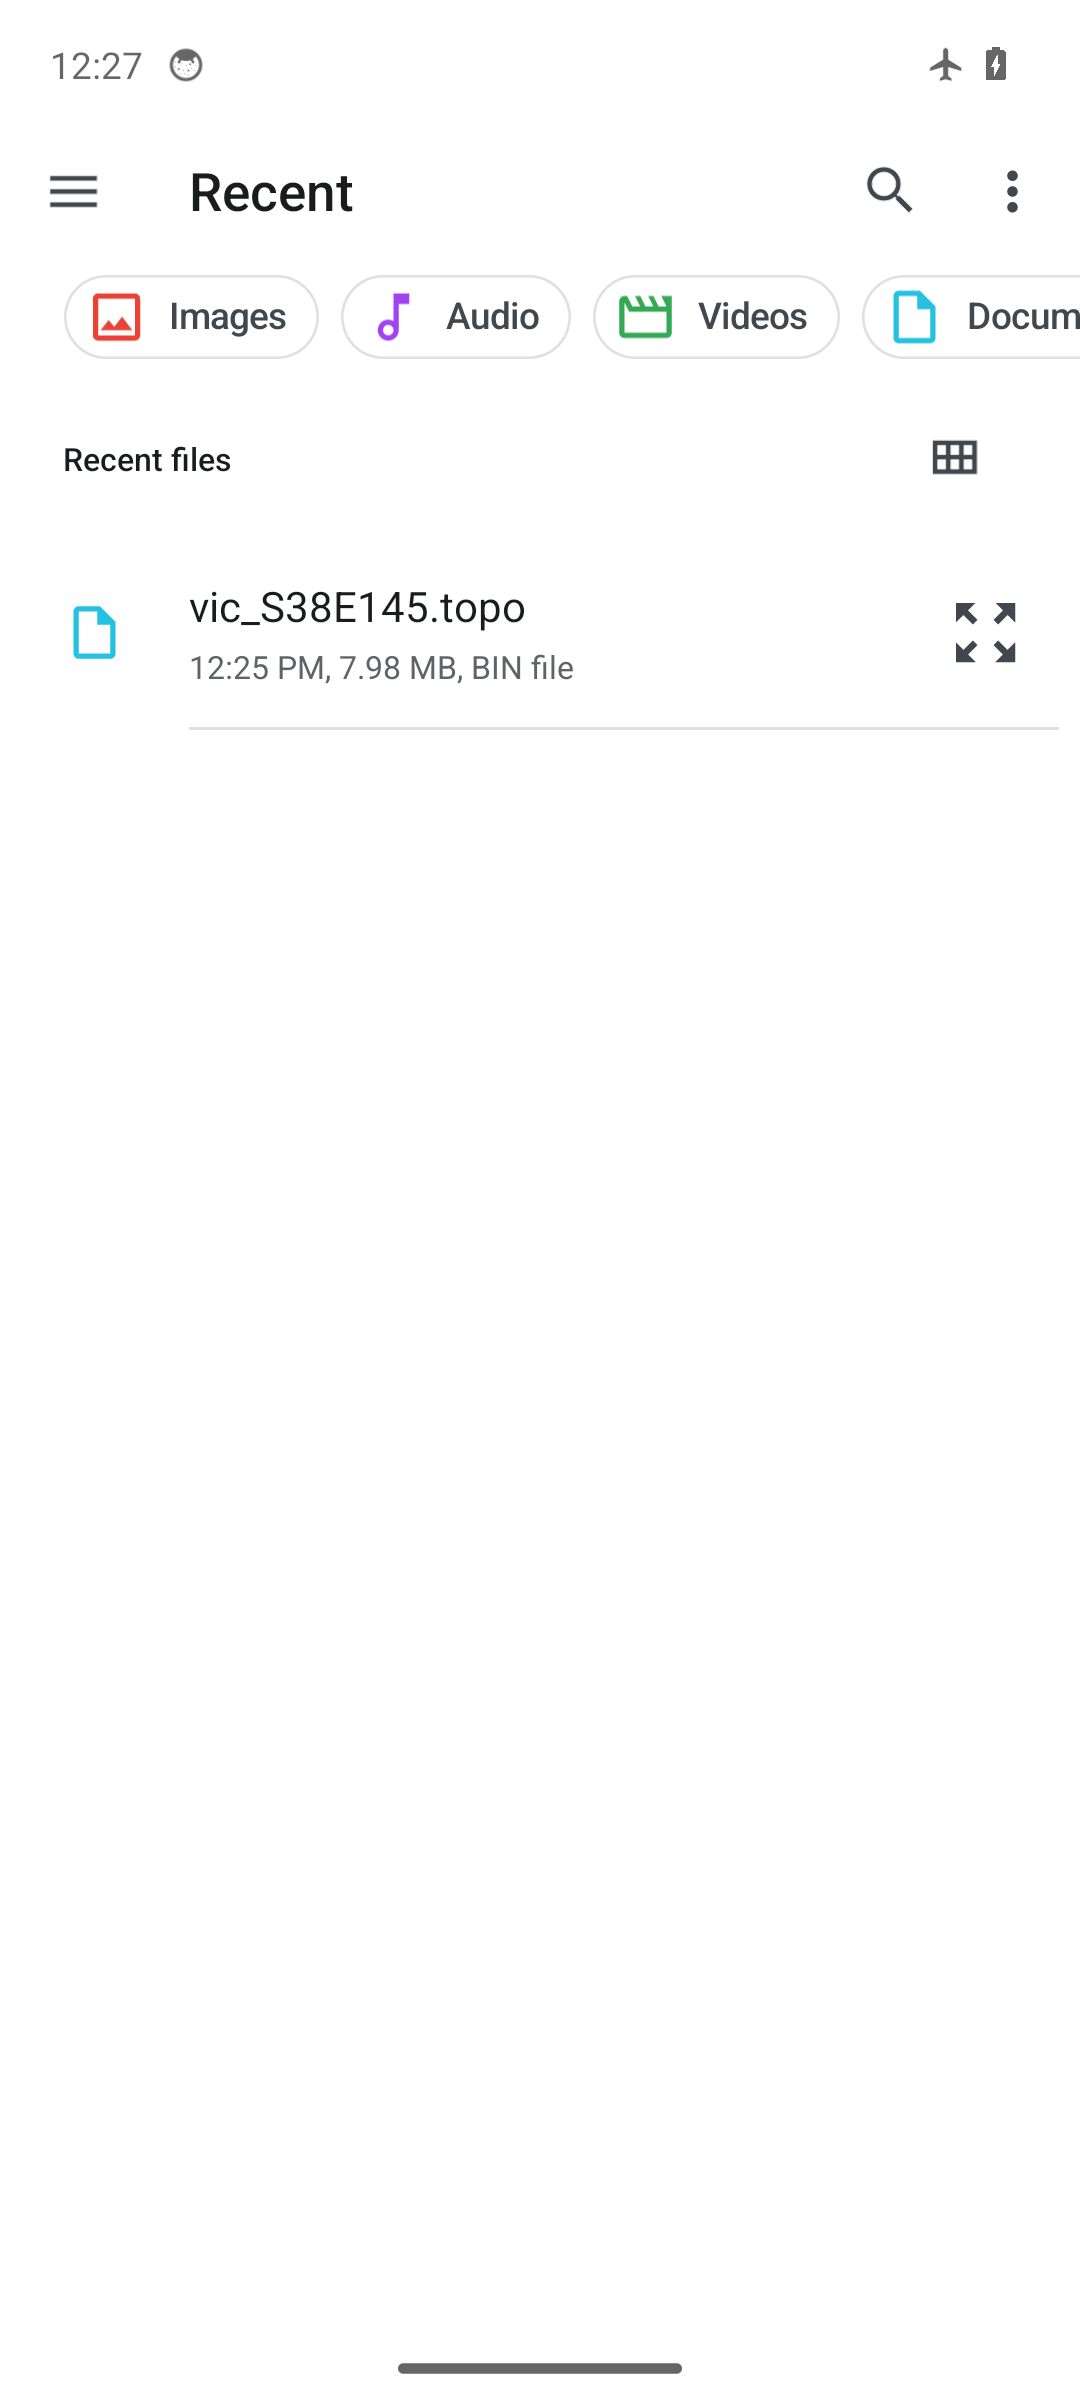 12:27
Recent
Images
Audio
Videos
Docum
Recent files
vic_S38E145.topo
12:25 PM, 7.98 MB, BIN file